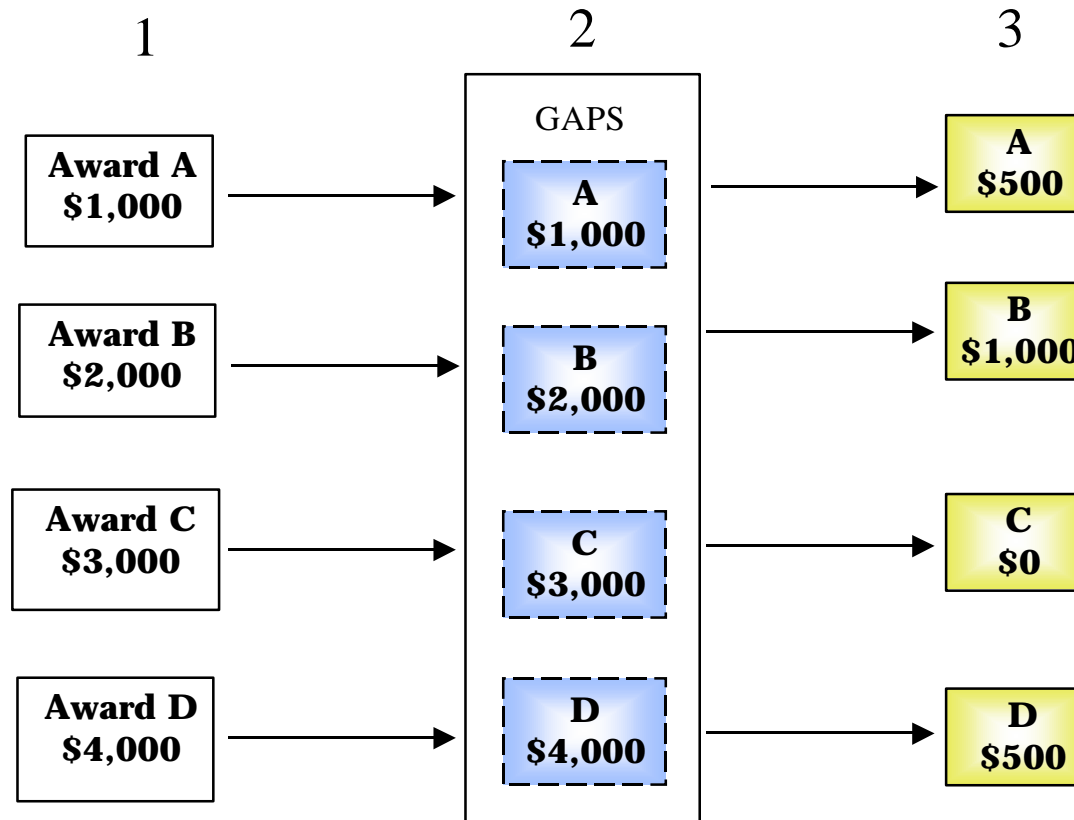 1
2
3
GAPS
Award A
$1,000
A
$1,000
A
$500
Award B
$2,000
B
$2,000
B
$1,000
Award C
$3,000
C
$3,000
C
$0
Award D
$4,000
D
$4,000
D
$500